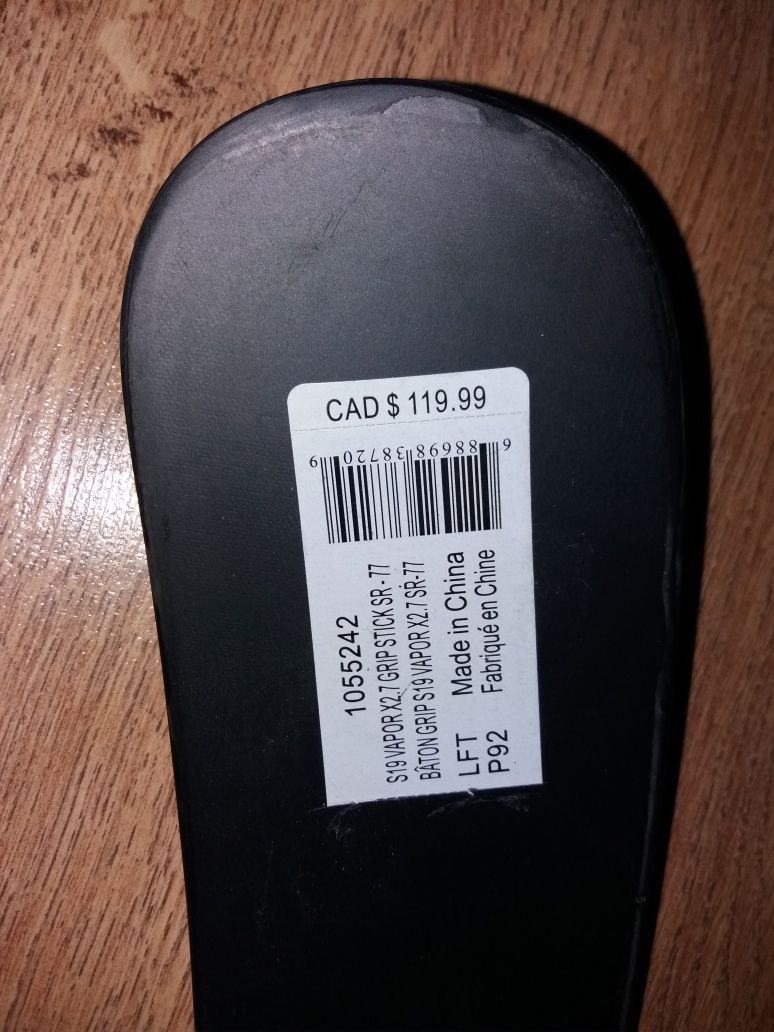 CAD $ 119.99
6 88698 38720 9
1055242
S19 VAPOR X2.7 GRIP STICK SR-77
BÂTON GRIP S19 VAPOR X2.7 SR-77
LFT Made in China
P92 Fabriqué en Chine